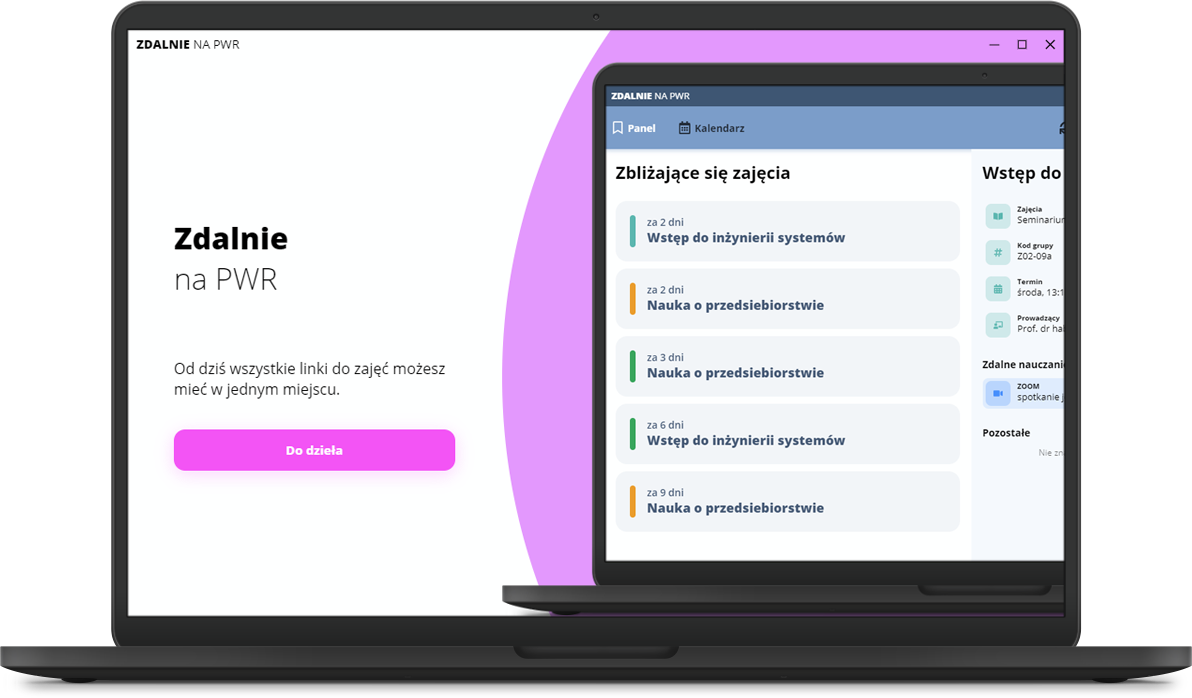 ZDALNIE NA PWR
Zdalnie
na PWR
Od dziś wszystkie linki do zajęć możesz
mieć w jednym miejscu.
Do dzieła
ZDALNIE NA PWR
Panel
Kalendarz
Zbliżające się zajęcia
za 2 dni
Wstęp do inżynierii systemów
za 2 dni
Nauka o przedsiebiorstwie
za 3 dni
Nauka o przedsiebiorstwie
za 6 dni
Wstęp do inżynierii systemów
za 9 dni
Nauka o przedsiebiorstwie
Wstęp do
Zajęcia
Seminarium
Kod grupy
Z02-09a
Termin
środa, 13:1
Prowadzący
Prof. dr hab
Zdalne nauczani
ZOOM
spotkanie j
Pozostałe
Nie zn